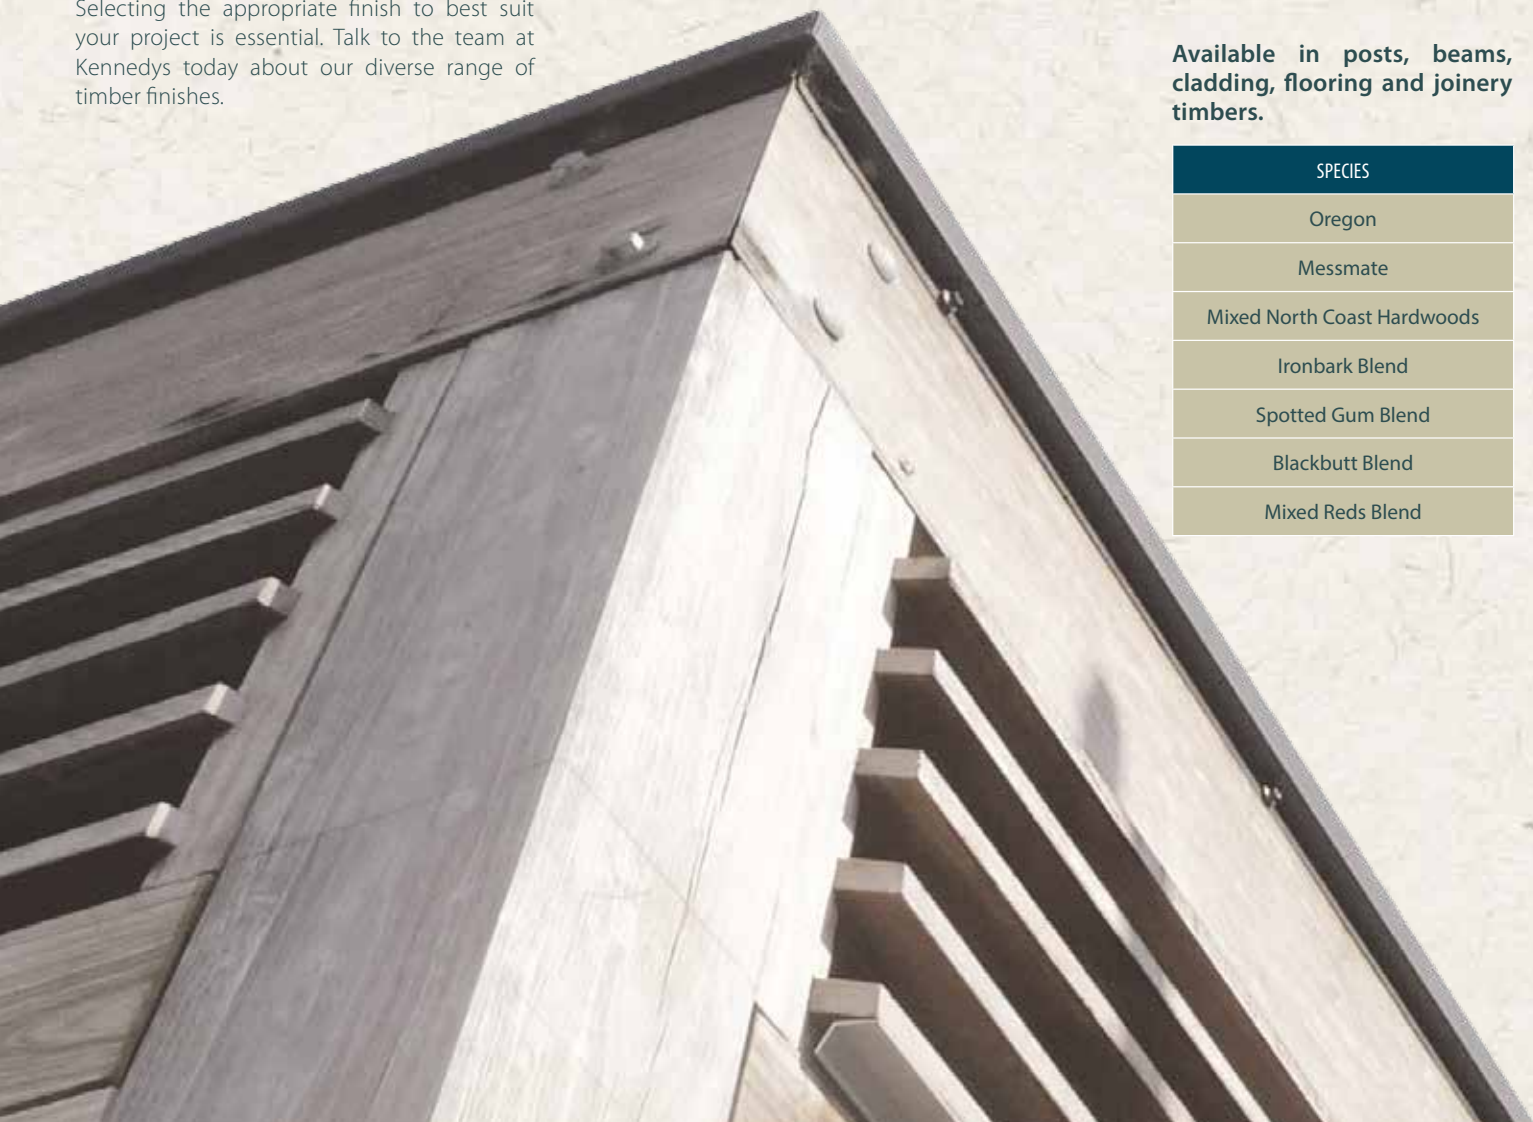 Selecting the appropriate finish to best suit
your project is essential. Talk to the team at
Kennedys today about our diverse range of
timber finishes.
Available in posts, beams,
cladding, flooring and joinery
timbers.
SPECIES
Oregon
Messmate
Mixed North Coast Hardwoods
Ironbark Blend
Spotted Gum Blend
Blackbutt Blend
Mixed Reds Blend